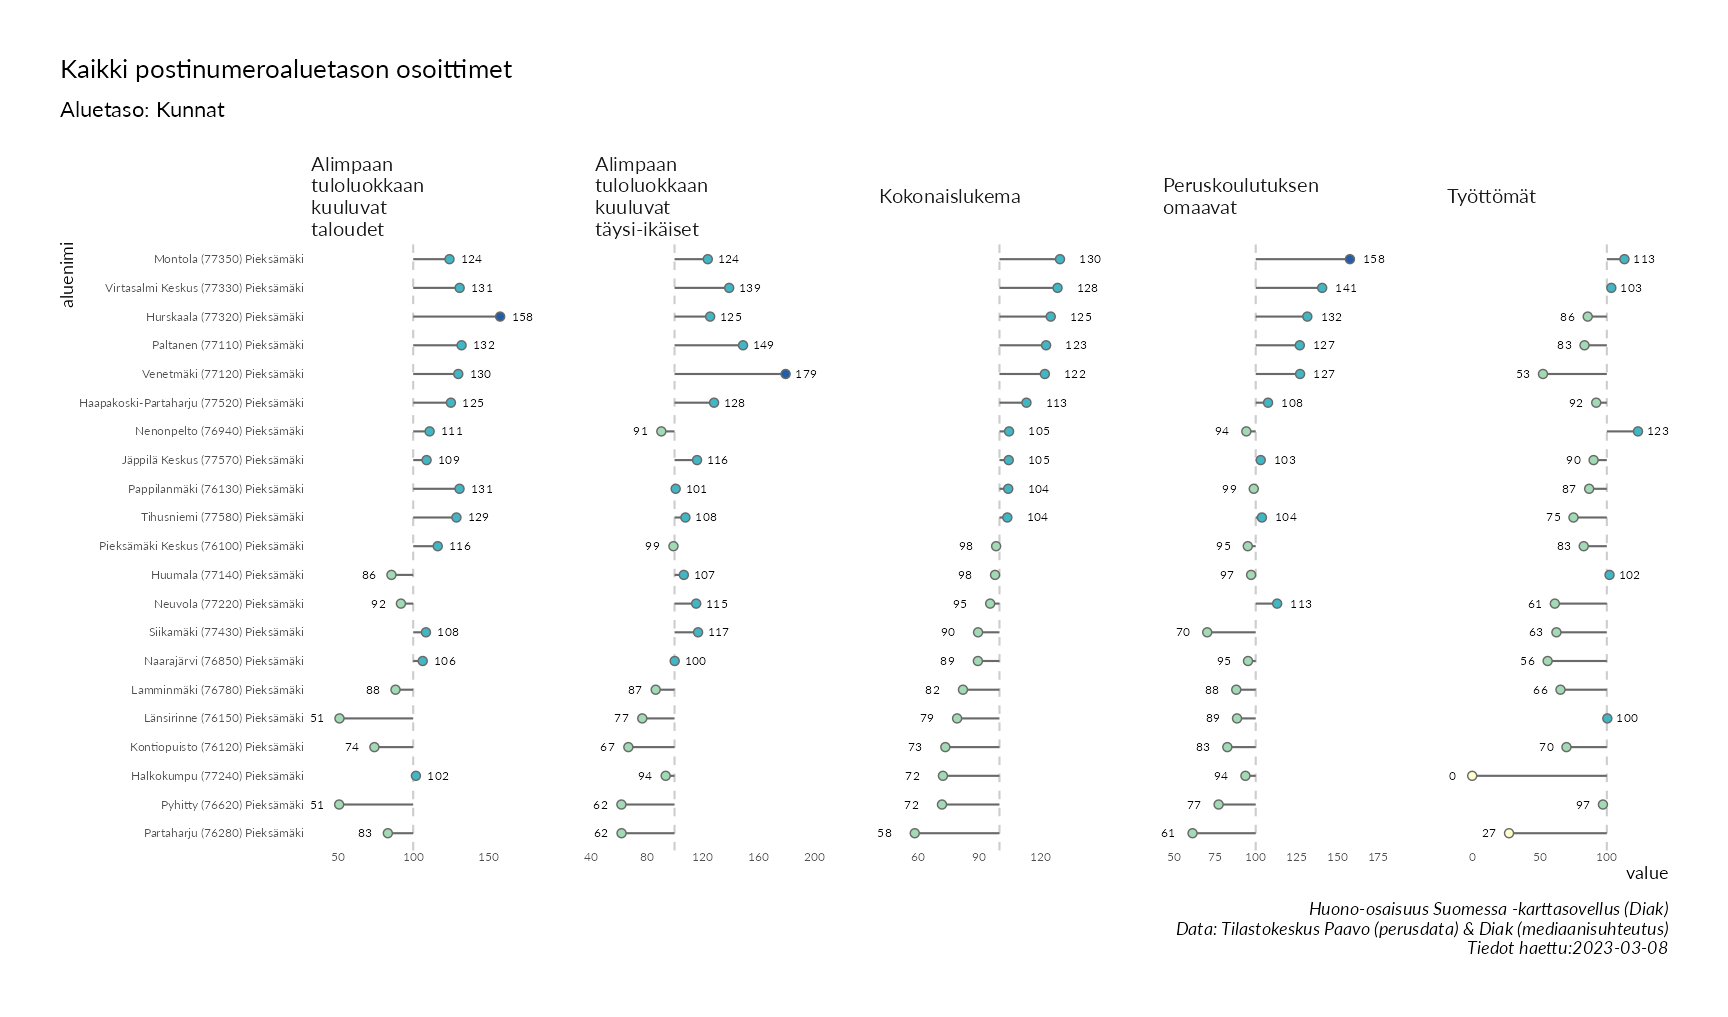 Kaikki postinumeroaluetason osoittimet
Aluetaso: Kunnat
Alimpaan
tuloluokkaan
kuuluvat
taloudet
Alimpaan
tuloluokkaan
kuuluvat
täysi-ikäiset
Kokonaislukema
Peruskoulutuksen
omaavat
Työttömät
aluenimi
Montola (77350) Pieksämäki 124 124 130 158 113
Virtasalmi Keskus (77330) Pieksämäki 131 139 128 141 103
Hurskaala (77320) Pieksämäki 158 125 125 132 86
Paltanen (77110) Pieksämäki 132 149 123 127 83
Venetmäki (77120) Pieksämäki 130 179 122 127 53
Haapakoski-Partaharju (77520) Pieksämäki 125 128 113 108 92
Nenonpelto (76940) Pieksämäki 111 91 105 94 123
Jäppilä Keskus (77570) Pieksämäki 109 116 105 103 90
Pappilanmäki (76130) Pieksämäki 131 101 104 99 87
Tihusniemi (77580) Pieksämäki 129 108 104 104 75
Pieksämäki Keskus (76100) Pieksämäki 116 99 98 95 83
Huumala (77140) Pieksämäki 86 107 98 97 102
Neuvola (77220) Pieksämäki 92 115 95 113 61
Siikamäki (77430) Pieksämäki 108 117 90 70 63
Naarajärvi (76850) Pieksämäki 106 100 89 95 56
Lamminmäki (76780) Pieksämäki 88 87 82 88 66
Länsirinne (76150) Pieksämäki 51 77 79 89 100
Kontiopuisto (76120) Pieksämäki 74 67 73 83 70
Halkokumpu (77240) Pieksämäki 102 94 72 94 0
Pyhitty (76620) Pieksämäki 51 62 72 77 97
Partaharju (76280) Pieksämäki 83 62 58 61 27
50 100 150 40 80 120 160 200 60 90 120 50 75 100 125 150 175 0 50 100
value
Huono-osaisuus Suomessa -karttasovellus (Diak)
Data: Tilastokeskus Paavo (perusdata) & Diak (mediaanisuhteutus)
Tiedot haettu:2023-03-08